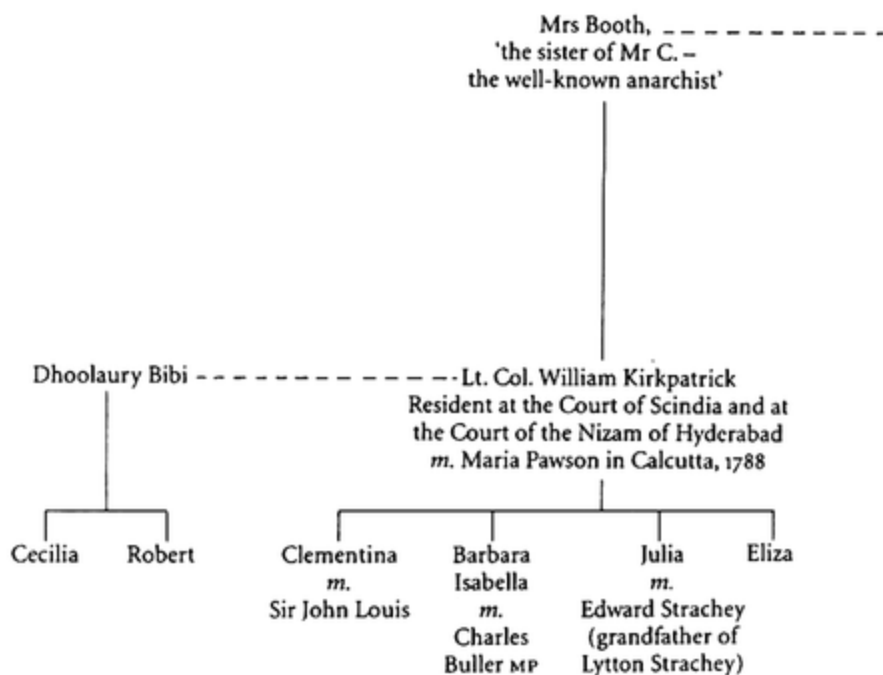 Mrs Booth,
'the sister of Mr C. –
the well-known anarchist'
Dhoolaury Bibi
Lt. Col. William Kirkpatrick
Resident at the Court of Scindia and at
the Court of the Nizam of Hyderabad
m. Maria Pawson in Calcutta, 1788
Cecilia
Robert
Clementina
m.
Sir John Louis
Barbara
Isabella
m.
Charles
Buller MP
Julia
m.
Edward Strachey
(grandfather of
Lytton Strachey)
Eliza